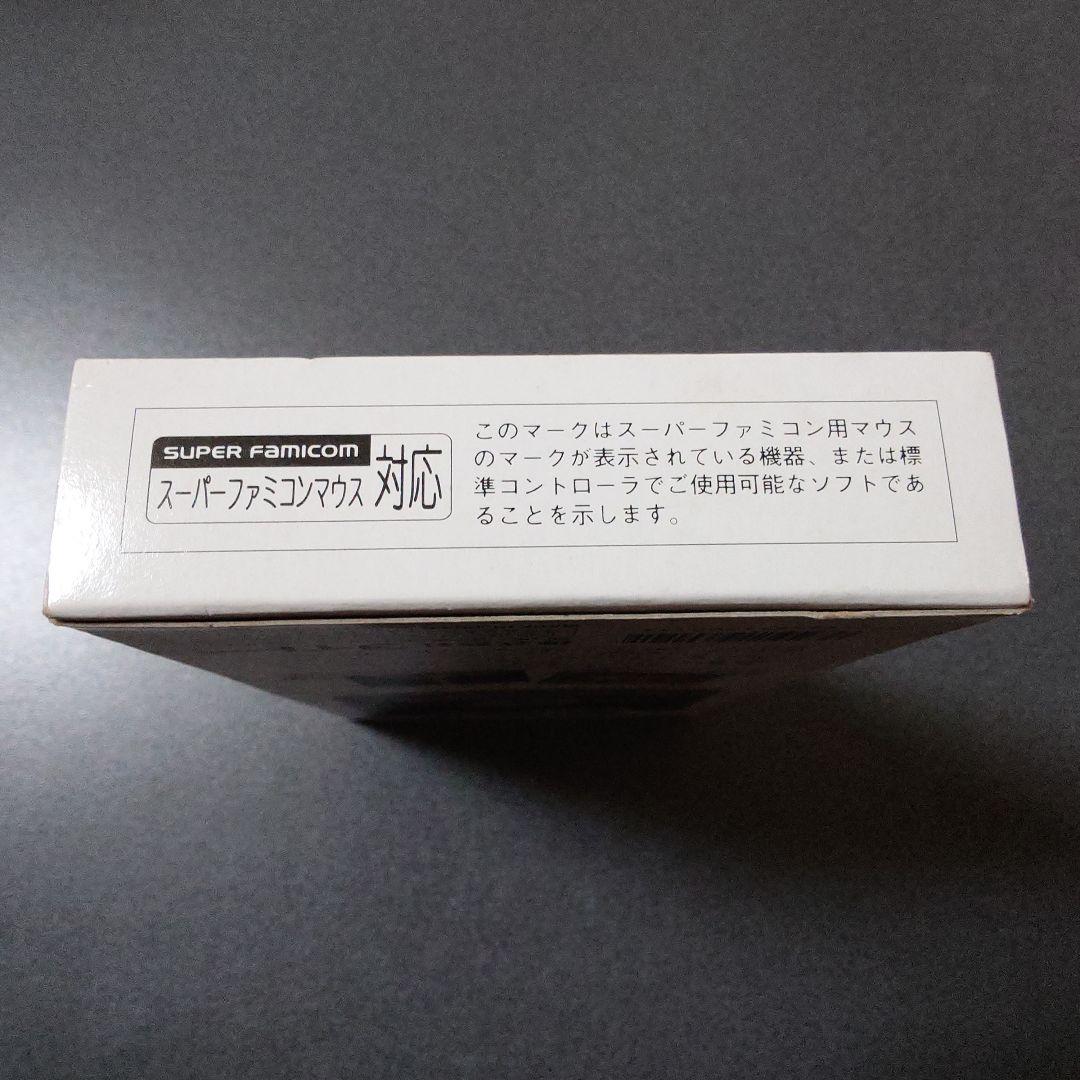 SUPER FAMICOM
スーパーファミコンマウス 対応
このマークはスーパーファミコン用マウス
のマークが表示されている機器、または標
準コントローラでご使用可能なソフトであ
ることを示します。